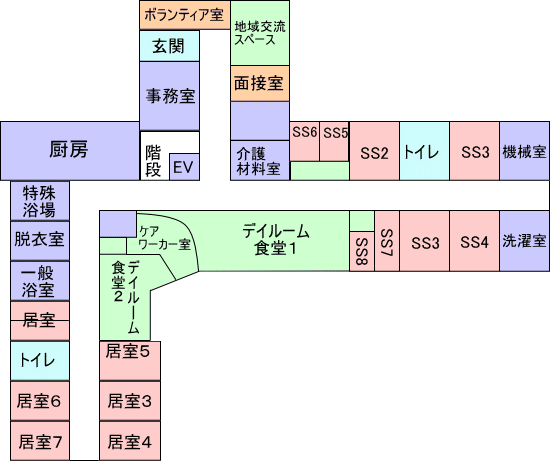 ボランティア室
地域交流
スペース
玄関
面接室
事務室
厨房
階段
EV
介護
材料室
SS6
SS5
SS2
トイレ
SS3
機械室
特殊
浴場
脱衣室
一般
浴室
居室
トイレ
居室6
居室7
ケア
ワーカー室
デイルーム
食堂1
デイルーム
食堂2
SS8
SS7
SS3
SS4
洗濯室
居室5
居室3
居室4